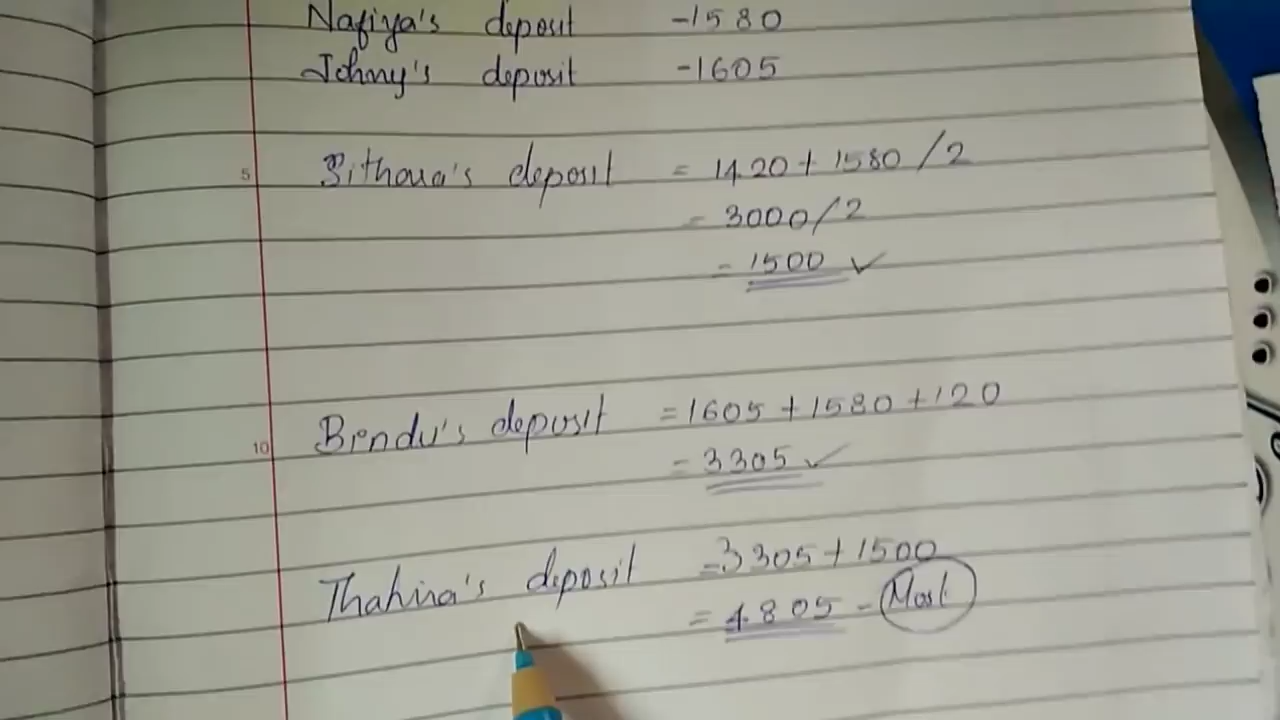 Nafiya's deposit -1580
Johny's deposit -1605
5
Sithara's deposit = 1420+1580/2
= 3000/2
= 1500 ✓
Bindu's deposit = 1605+1580+120
10
= 3305 ✓
Thahira's deposit = 3305+1500
= 4805 - Most